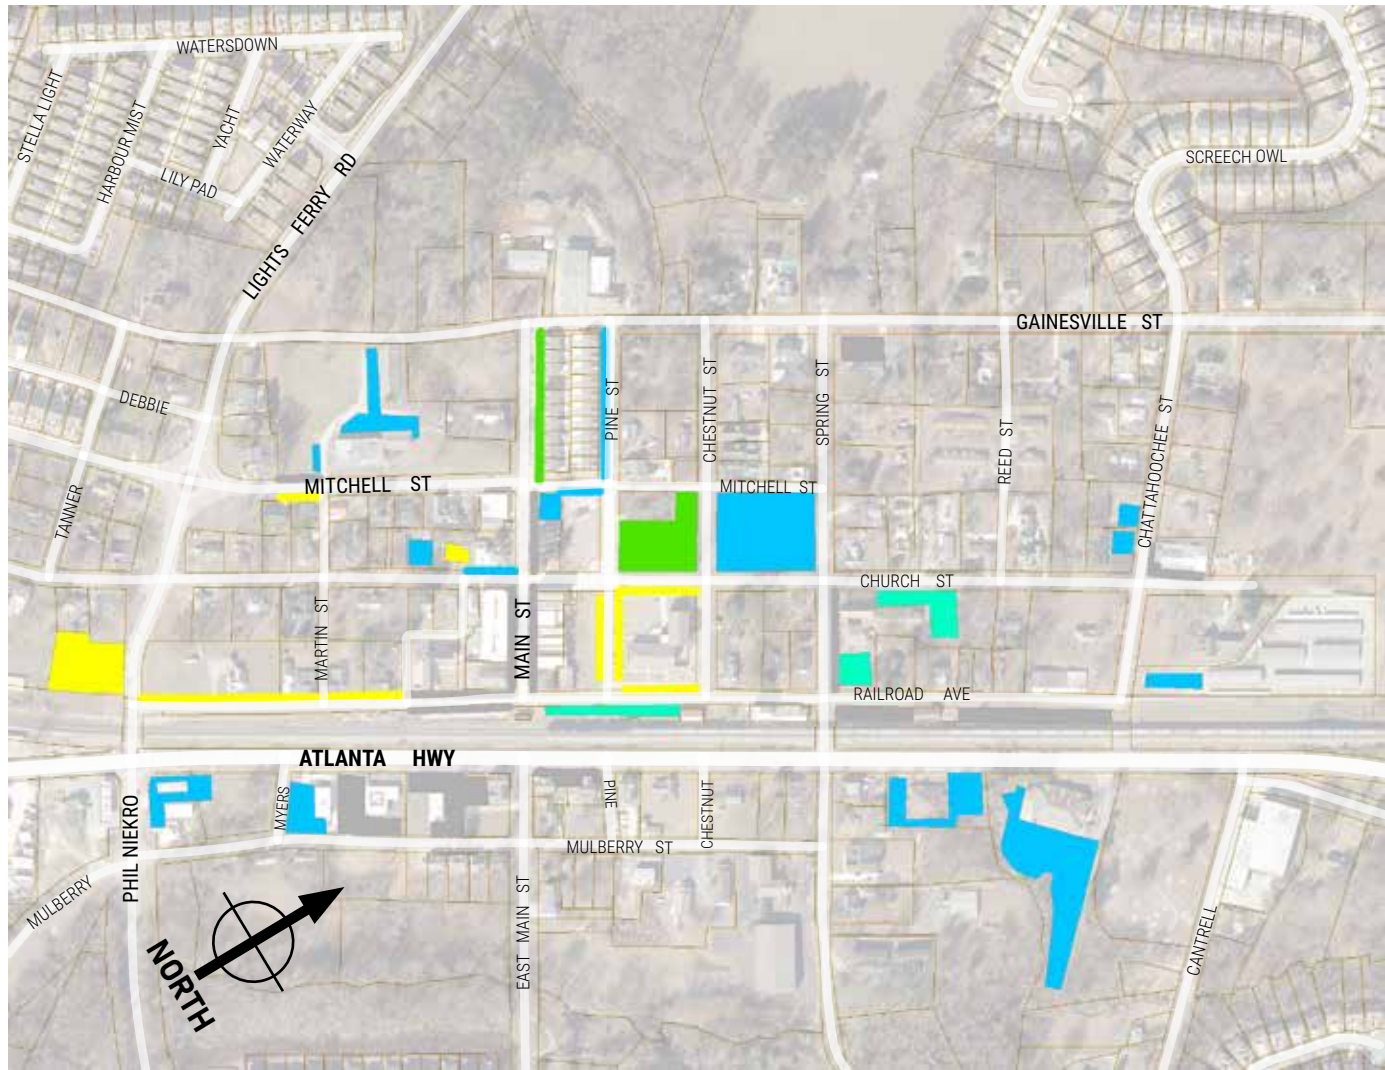 WATERSDOWN
STELLA LIGHT
HARBOUR MIST
YACHT
WATERWAY
LILY PAD
LIGHTS FERRY RD
SCREECH OWL
GAINESVILLE ST
DEBBIE
PINE ST
CHESTNUT ST
SPRING ST
REED ST
CHATTAHOOCHEE ST
TANNER
MITCHELL ST
MITCHELL ST
CHURCH ST
MARTIN ST
MAIN ST
RAILROAD AVE
ATLANTA HWY
MYERS
PINE
CHESTNUT
PHIL NIEKRO
MULBERRY ST
MULBERRY
EAST MAIN ST
CANTRELL
NORTH